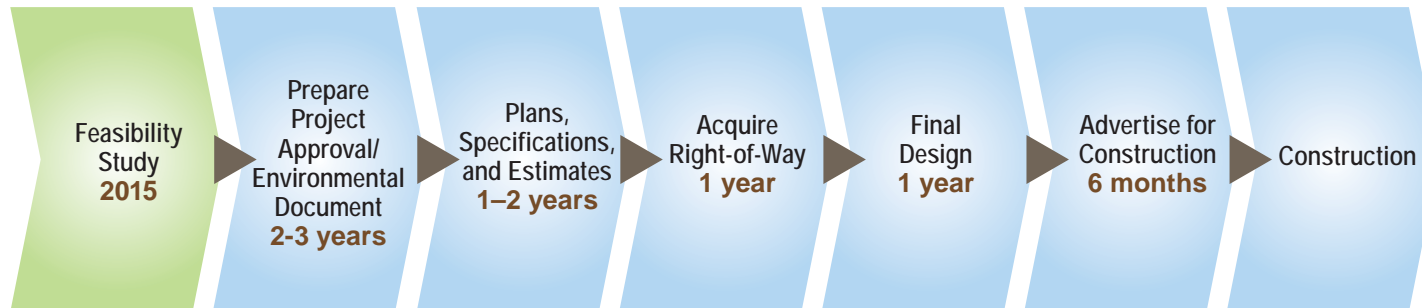 Feasibility
Study
2015
Prepare
Project
Approval/
Environmental
Document
2-3 years
Plans,
Specifications,
and Estimates
1–2 years
Acquire
Right-of-Way
1 year
Final
Design
1 year
Advertise for
Construction
6 months
Construction